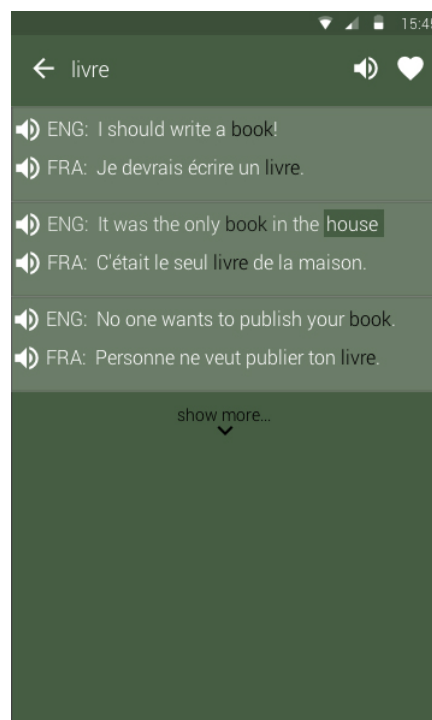 15:45
livre
ENG: I should write a book!
FRA: Je devrais écrire un livre.
ENG: It was the only book in the house
FRA: C'était le seul livre de la maison.
ENG: No one wants to publish your book.
FRA: Personne ne veut publier ton livre.
show more...